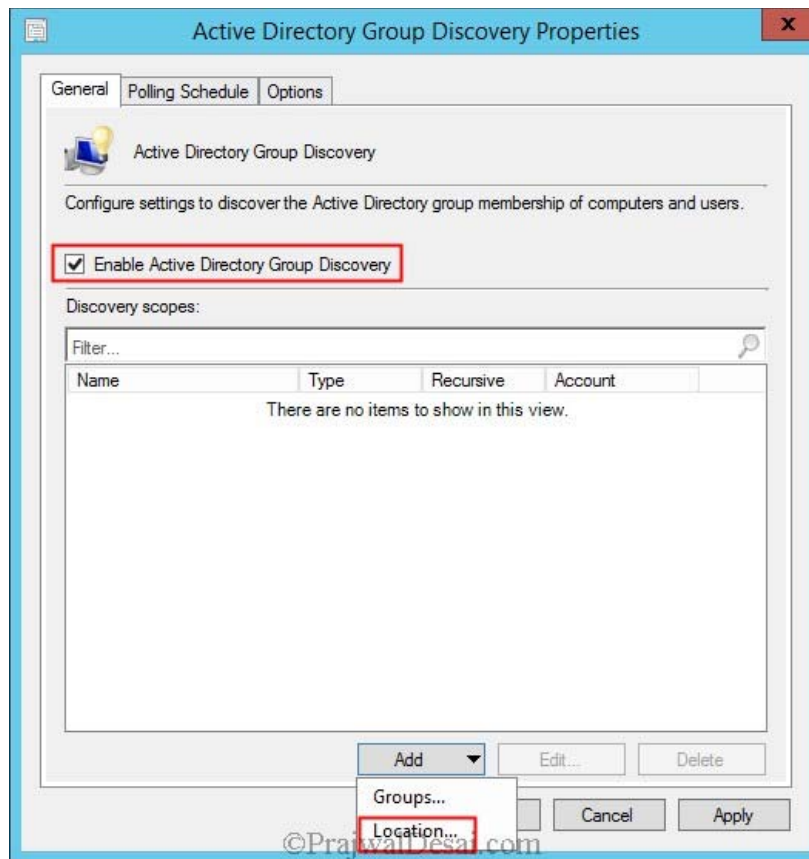 Active Directory Group Discovery Properties
x
General Polling Schedule Options
Active Directory Group Discovery
Configure settings to discover the Active Directory group membership of computers and users.
Enable Active Directory Group Discovery
Discovery scopes:
Filter...
Name Type Recursive Account
There are no items to show in this view.
Add Edit... Delete
Groups...
Cancel Apply
Location...
©PrajwalDesai.com